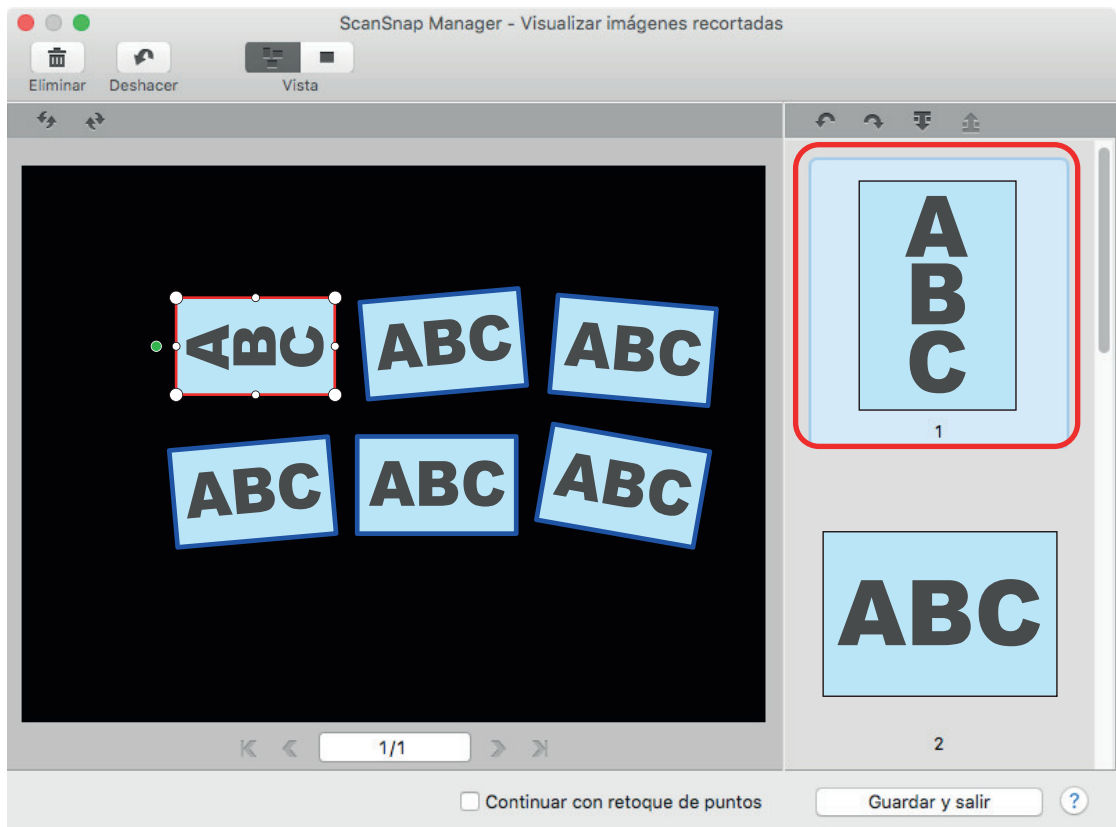 ScanSnap Manager - Visualizar imágenes recortadas
Eliminar
Deshacer
Vista
ABC
ABC
ABC
ABC
ABC
ABC
1/1
A
B
C
1
ABC
2
Continuar con retoque de puntos
Guardar y salir
?